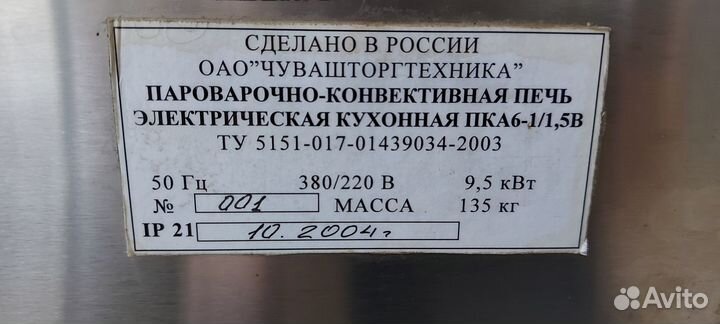 СДЕЛАНО В РОССИИ
ОАО"ЧУВАШТОРГТЕХНИКА"
ПАРОВАРОЧНО-КОНВЕКТИВНАЯ ПЕЧЬ
ЭЛЕКТРИЧЕСКАЯ КУХОННАЯ ПКА6-1/1,5В
ТУ 5151-017-01439034-2003
50 Гц 380/220 В 9,5 кВт
№ 001 МАССА 135 кг
IP 21 10.2004г
Avito